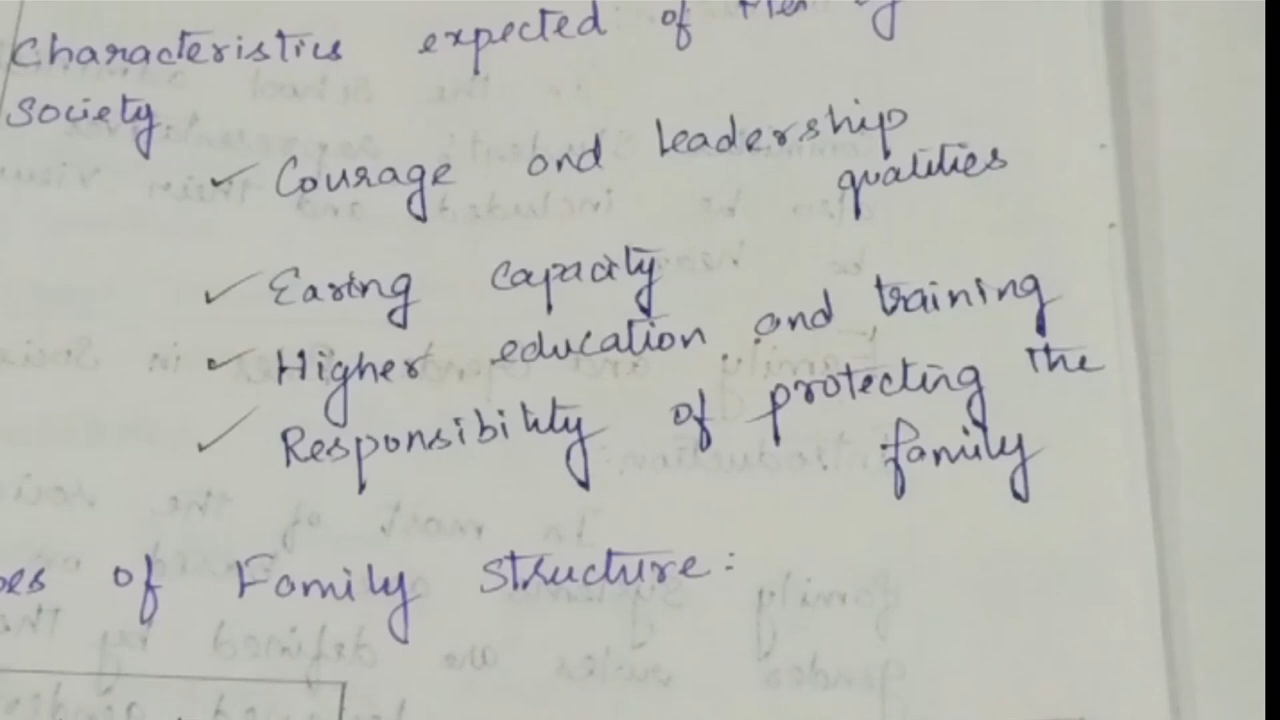 Characteristics expected of Men
Society
✓ Courage and leadership
qualities
✓ Earing capacity
✓ Higher education and training
✓ Responsibility of protecting the
family
of Family Structure: